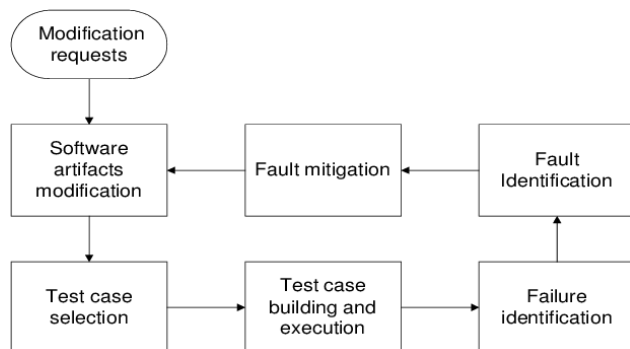 Modification
requests
Software
artifacts
modification
Fault mitigation
Fault
Identification
Test case
selection
Test case
building and
execution
Failure
identification